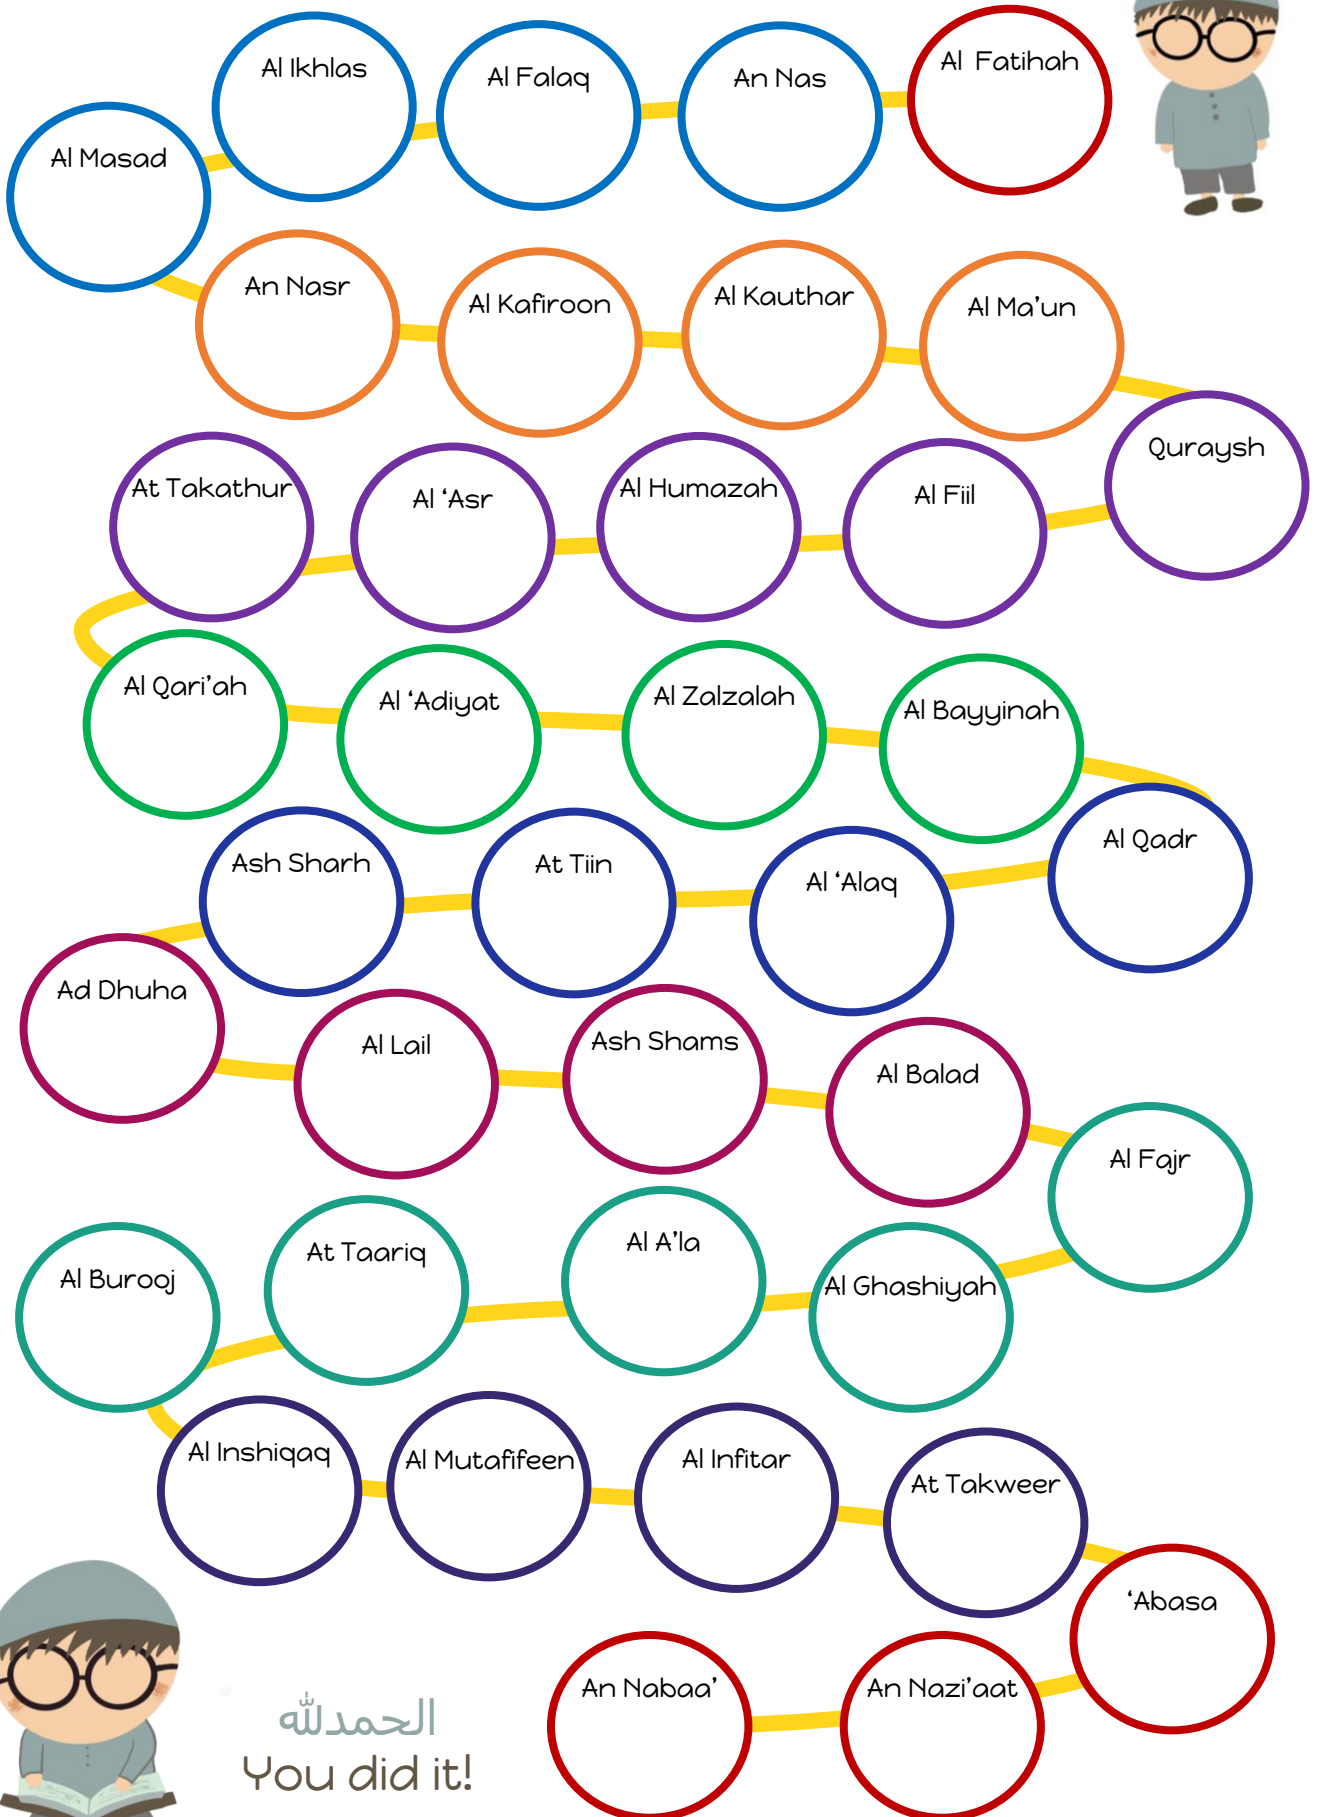 Al Fatihah
An Nas
Al Falaq
Al Ikhlas
Al Masad
An Nasr
Al Kafiroon
Al Kauthar
Al Ma'un
Quraysh
Al Fiil
Al Humazah
Al 'Asr
At Takathur
Al Qari'ah
Al 'Adiyat
Al Zalzalah
Al Bayyinah
Al Qadr
Al 'Alaq
At Tiin
Ash Sharh
Ad Dhuha
Al Lail
Ash Shams
Al Balad
Al Fajr
Al Ghashiyah
Al A'la
At Taariq
Al Burooj
Al Inshiqaq
Al Mutafifeen
Al Infitar
At Takweer
'Abasa
An Nazi'aat
An Nabaa'
الحمدلله
You did it!